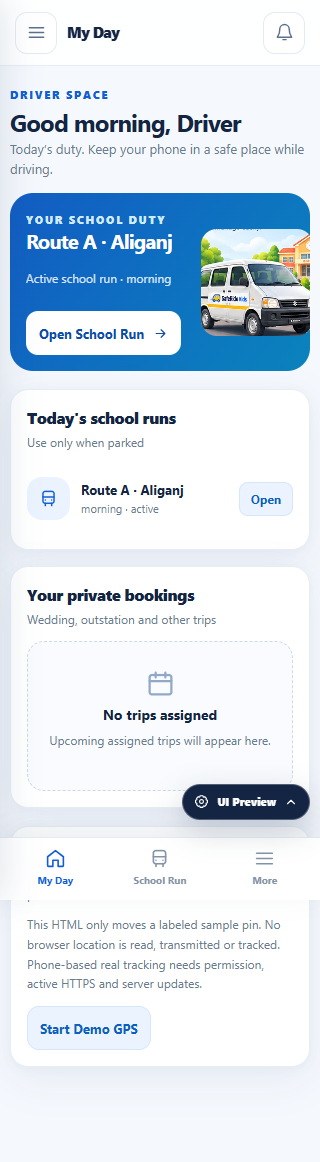 My Day
DRIVER SPACE
Good morning, Driver
Today's duty. Keep your phone in a safe place while
driving.
YOUR SCHOOL DUTY
Route A · Aliganj
Active school run · morning
Open School Run →
SafeRide Kids
Today's school runs
Use only when parked
Route A · Aliganj
morning · active
Open
Your private bookings
Wedding, outstation and other trips
No trips assigned
Upcoming assigned trips will appear here.
UI Preview
My Day
School Run
More
This HTML only moves a labeled sample pin. No
browser location is read, transmitted or tracked.
Phone-based real tracking needs permission,
active HTTPS and server updates.
Start Demo GPS